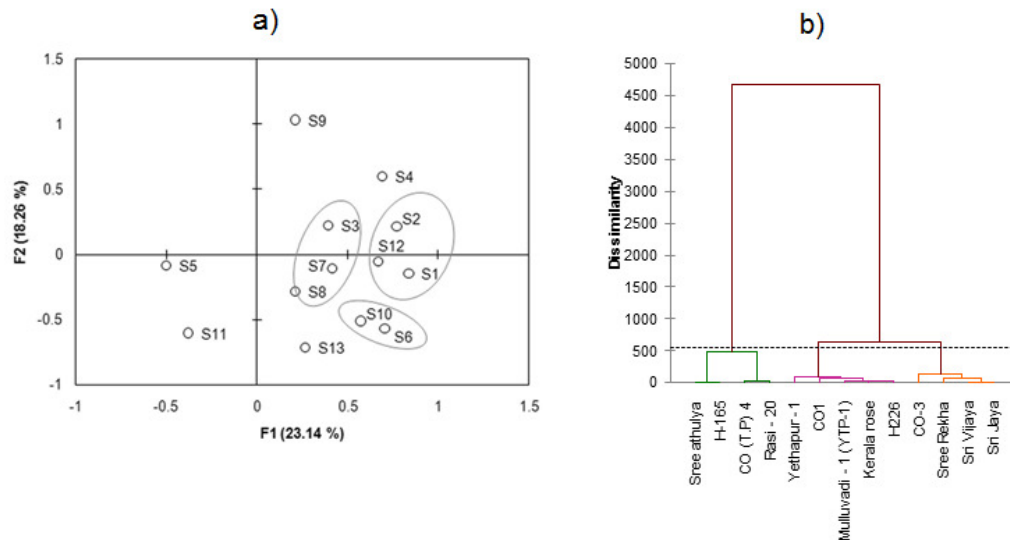 a)
1.5
1
0.5
0
-0.5
-1
-1
-0.5
0
0.5
1
1.5
F2 (18.26 %)
F1 (23.14 %)
S9
S4
S3
S2
S12
S7
S1
S5
S8
S10
S6
S11
S13
b)
5000
4500
4000
3500
3000
2500
2000
1500
1000
500
0
Dissimilarity
Sree athulya
H-165
CO (T.P) 4
Rasi - 20
Yethapur - 1
CO1
Mulluvadi - 1 (YTP-1)
Kerala rose
H226
CO-3
Sree Rekha
Sri Vijaya
Sri Jaya